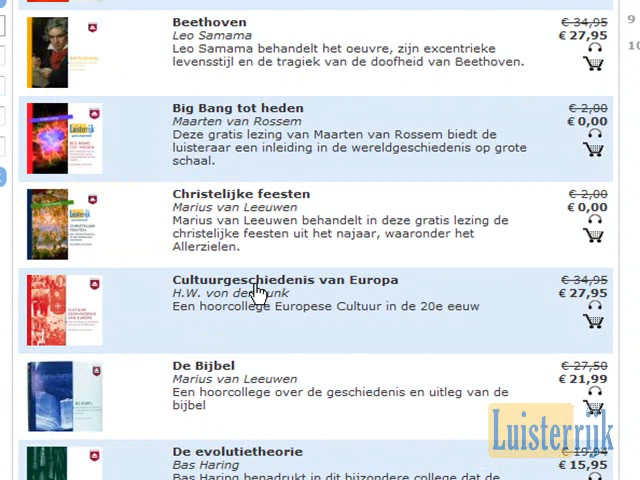 Beethoven
€ 34,95
Leo Samama
€ 27,95
Leo Samama behandelt het oeuvre, zijn excentrieke
levensstijl en de tragiek van de doofheid van Beethoven.
9
10
Big Bang tot heden
€ 2,00
Maarten van Rossem
€ 0,00
Deze gratis lezing van Maarten van Rossem biedt de
luisteraar een inleiding in de wereldgeschiedenis op grote
schaal.
Christelijke feesten
€ 2,00
Marius van Leeuwen
€ 0,00
Marius van Leeuwen behandelt in deze gratis lezing de
christelijke feesten uit het najaar, waaronder het
Allerzielen.
Cultuurgeschiedenis van Europa
€ 34,95
H.W. von der Dunk
€ 27,95
Een hoorcollege Europese Cultuur in de 20e eeuw
De Bijbel
€ 27,50
Marius van Leeuwen
€ 21,99
Een hoorcollege over de geschiedenis en uitleg van de
bijbel
Luisterrijk
De evolutietheorie
€ 19,94
Bas Haring
€ 15,95
Bas Haring benadrukt in dit bijzondere college dat de